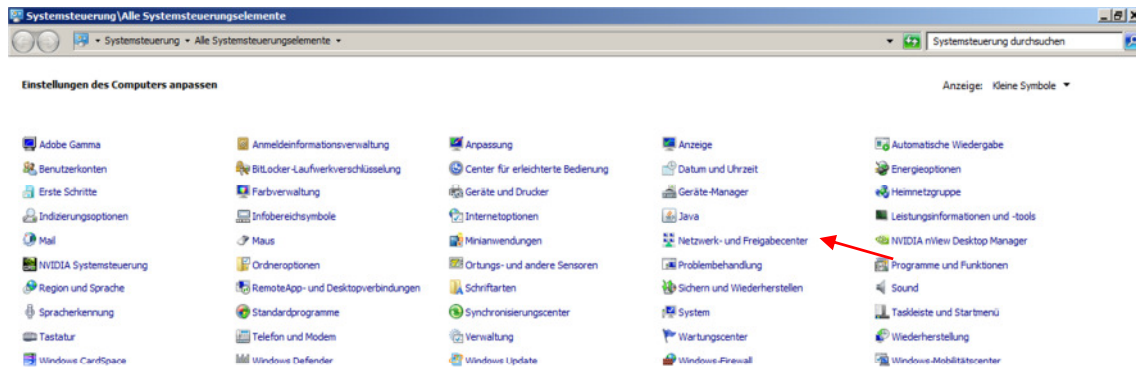 Systemsteuerung\Alle Systemsteuerungselemente
Systemsteuerung Alle Systemsteuerungselemente Systemsteuerung durchsuchen
Einstellungen des Computers anpassen Anzeige: Kleine Symbole
Adobe Gamma Anmeldeinformationsverwaltung Anpassung Anzeige Automatische Wiedergabe
Benutzerkonten BitLocker-Laufwerkverschlüsselung Center für erleichterte Bedienung Datum und Uhrzeit Energieoptionen
Erste Schritte Farbverwaltung Geräte und Drucker Geräte-Manager Heimnetzgruppe
Indizierungsoptionen Infobereichsymbole Internetoptionen Java Leistungsinformationen und -tools
Mail Maus Minianwendungen Netzwerk- und Freigabecenter NVIDIA nView Desktop Manager
NVIDIA Systemsteuerung Ordneroptionen Ortungs- und andere Sensoren Problembehandlung Programme und Funktionen
Region und Sprache RemoteApp- und Desktopverbindungen Schriftarten Sichern und Wiederherstellen Sound
Spracherkennung Standardprogramme Synchronisierungscenter System Taskleiste und Startmenü
Tastatur Telefon und Modem Verwaltung Wartungscenter Wiederherstellung
Windows CardSpace Windows Defender Windows Update Windows-Firewall Windows-Mobilitätscenter